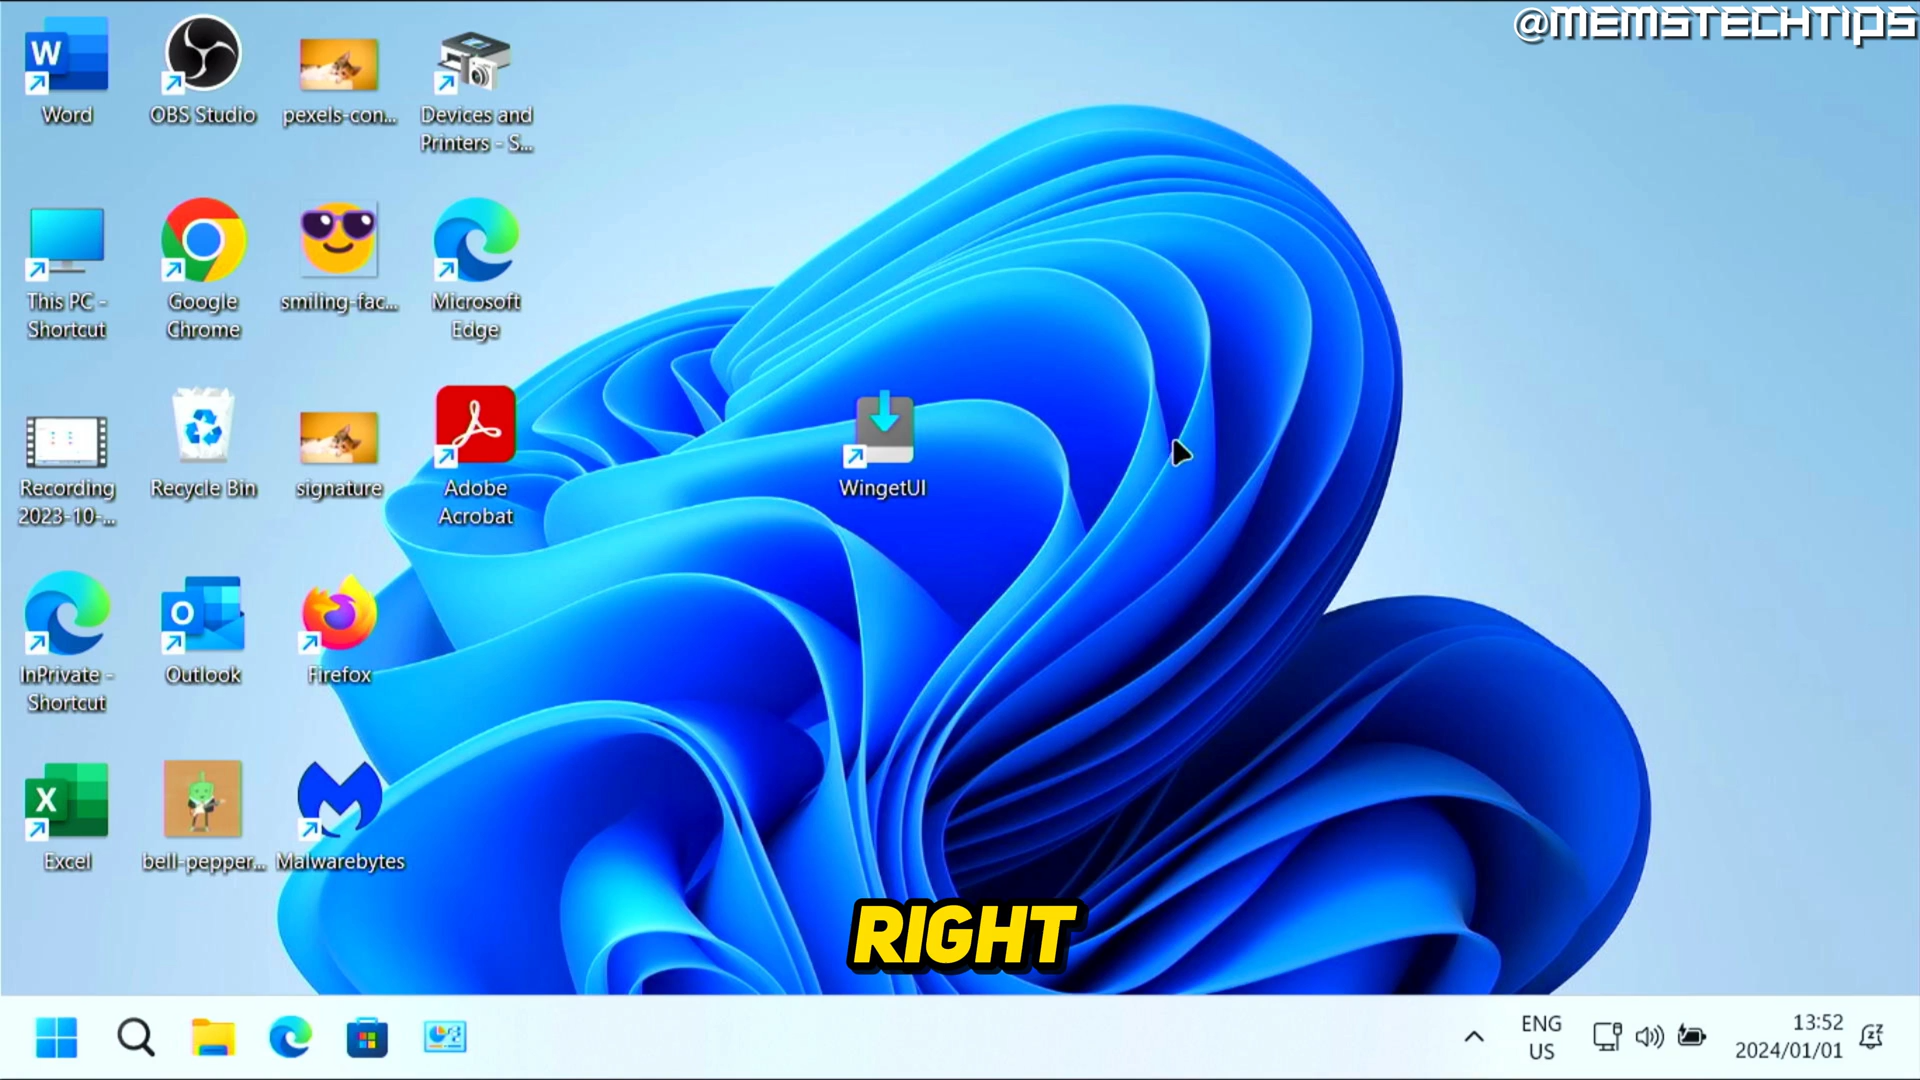 @MEMSTECHTIPS
Word
OBS Studio
pexels-con...
Devices and
Printers - S...
This PC -
Shortcut
Google
Chrome
smiling-fac...
Microsoft
Edge
Recording
2023-10-...
Recycle Bin
signature
Adobe
Acrobat
WingetUI
InPrivate -
Shortcut
Outlook
Firefox
Excel
bell-pepper...
Malwarebytes
RIGHT
ENG
US
13:52
2024/01/01